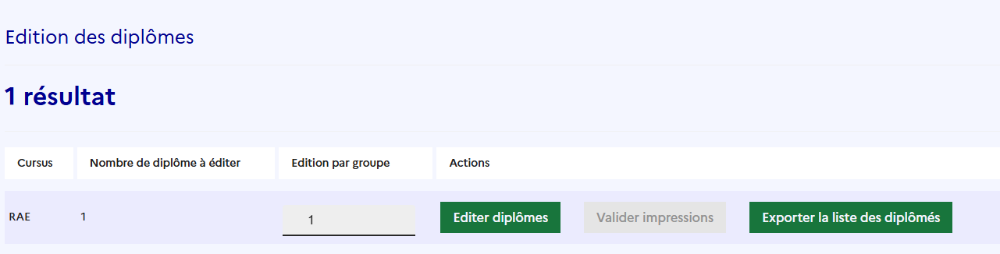 Edition des diplômes
1 résultat
Cursus Nombre de diplôme à éditer Edition par groupe Actions
RAE 1 1 Editer diplômes Valider impressions Exporter la liste des diplômés